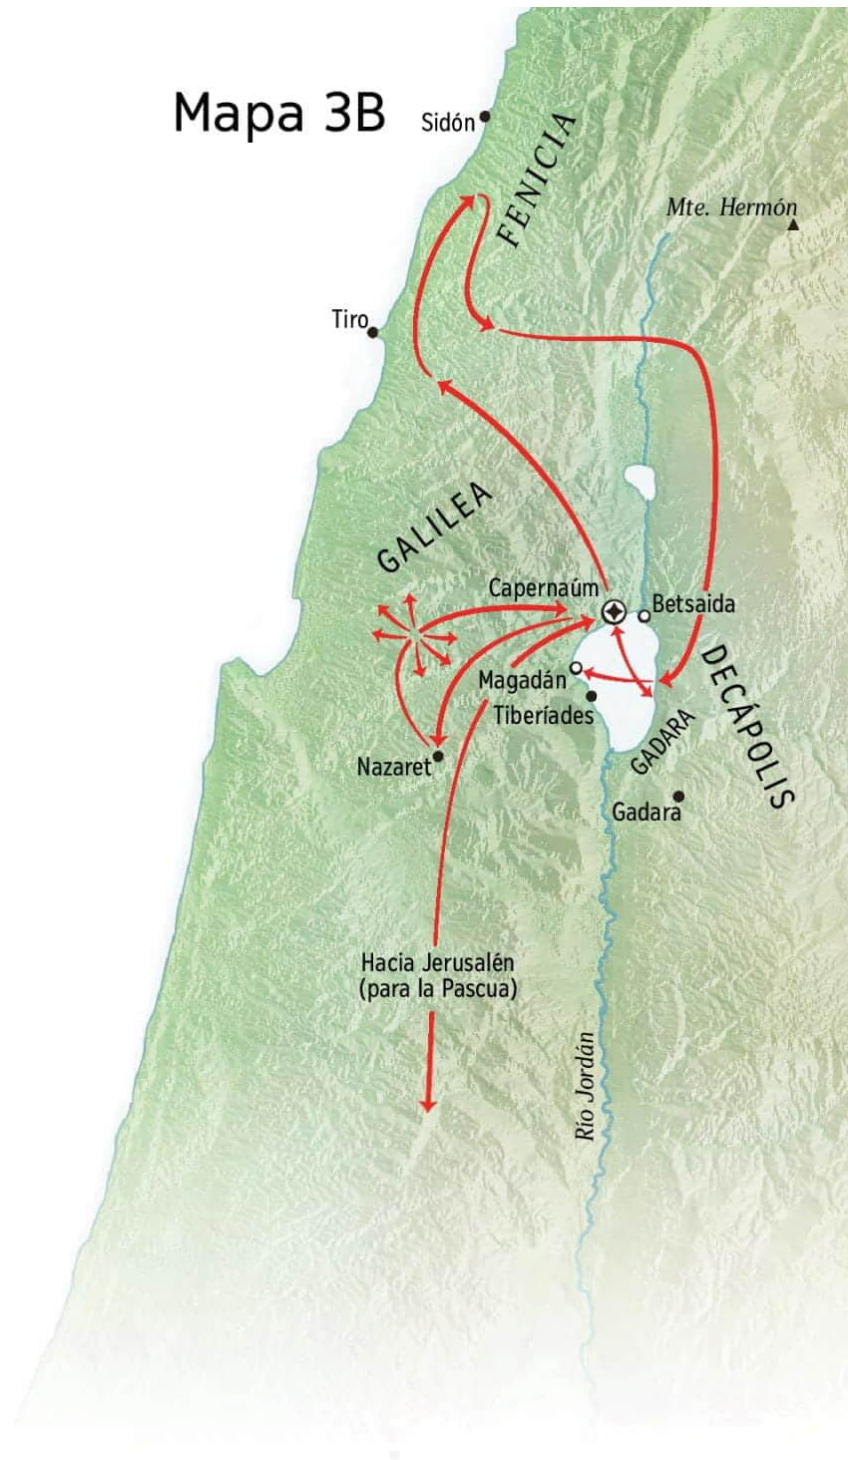 Mapa 3B
Sidón
FENICIA
Mte. Hermón
Tiro
GALILEA
Capernaúm
Betsaida
Magadán
Tiberíades
DECÁPOLIS
GADARA
Nazaret
Gadara
Hacia Jerusalén
(para la Pascua)
Río Jordán